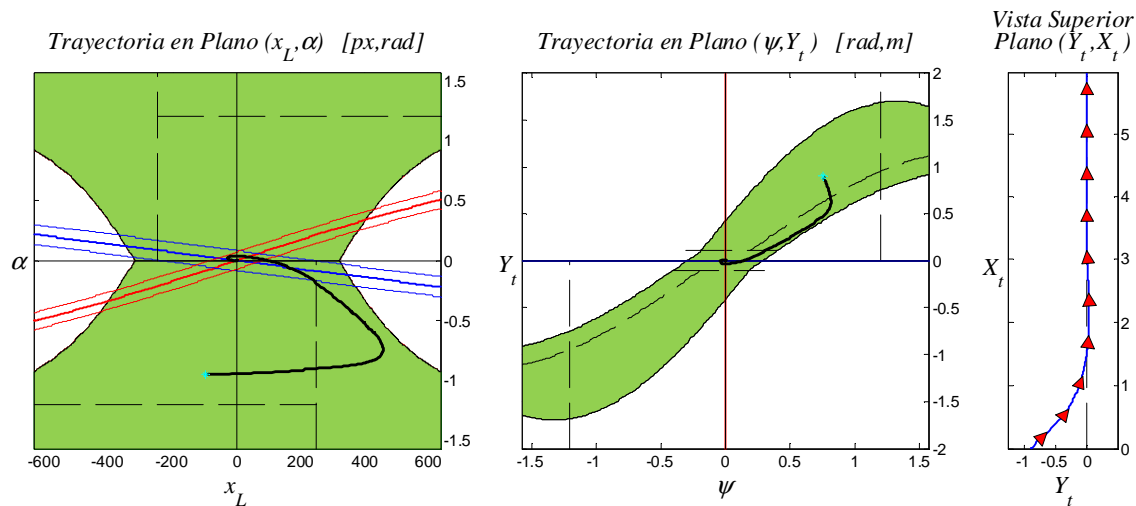 Trayectoria en Plano (x_L,α) [px,rad]
1.5
1
0.5
0
-0.5
-1
-1.5
α
-600 -400 -200 0 200 400 600
x_L
Trayectoria en Plano (ψ,Y_t) [rad,m]
2
1.5
1
0.5
0
-0.5
-1
-1.5
-2
Y_t
-1.5 -1 -0.5 0 0.5 1 1.5
ψ
Vista Superior
Plano (Y_t,X_t)
5
4
3
2
1
0
X_t
-1 -0.5 0
Y_t